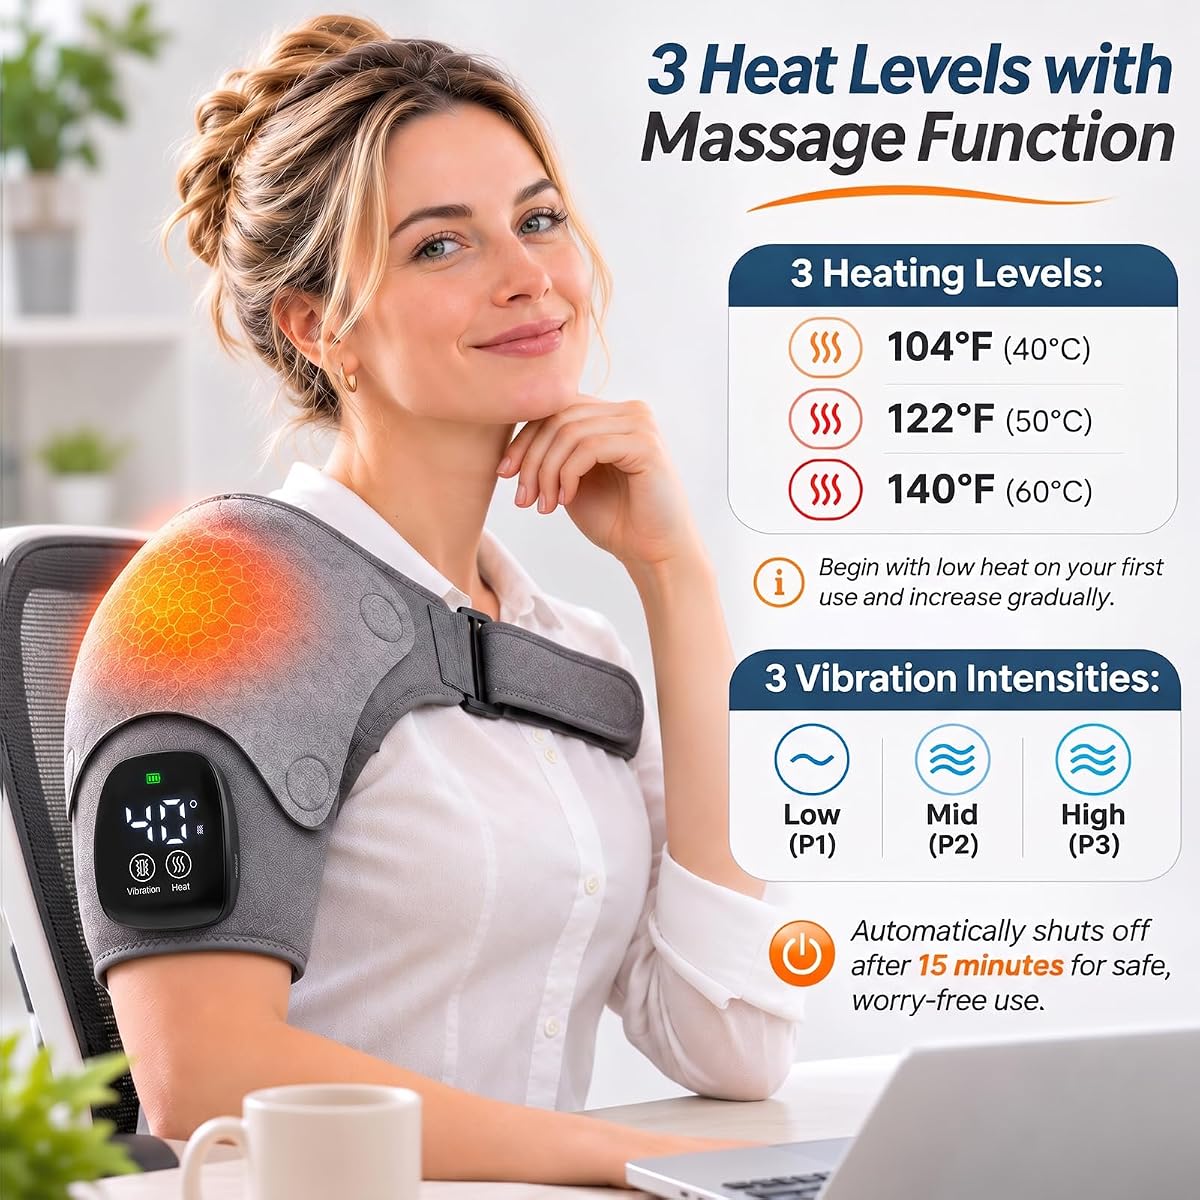 3 Heat Levels with
Massage Function
3 Heating Levels:
104°F (40°C)
122°F (50°C)
140°F (60°C)
i
Begin with low heat on your first
use and increase gradually.
3 Vibration Intensities:
Low
(P1)
Mid
(P2)
High
(P3)
Automatically shuts off
after 15 minutes for safe,
worry-free use.
40°
Vibration Heat